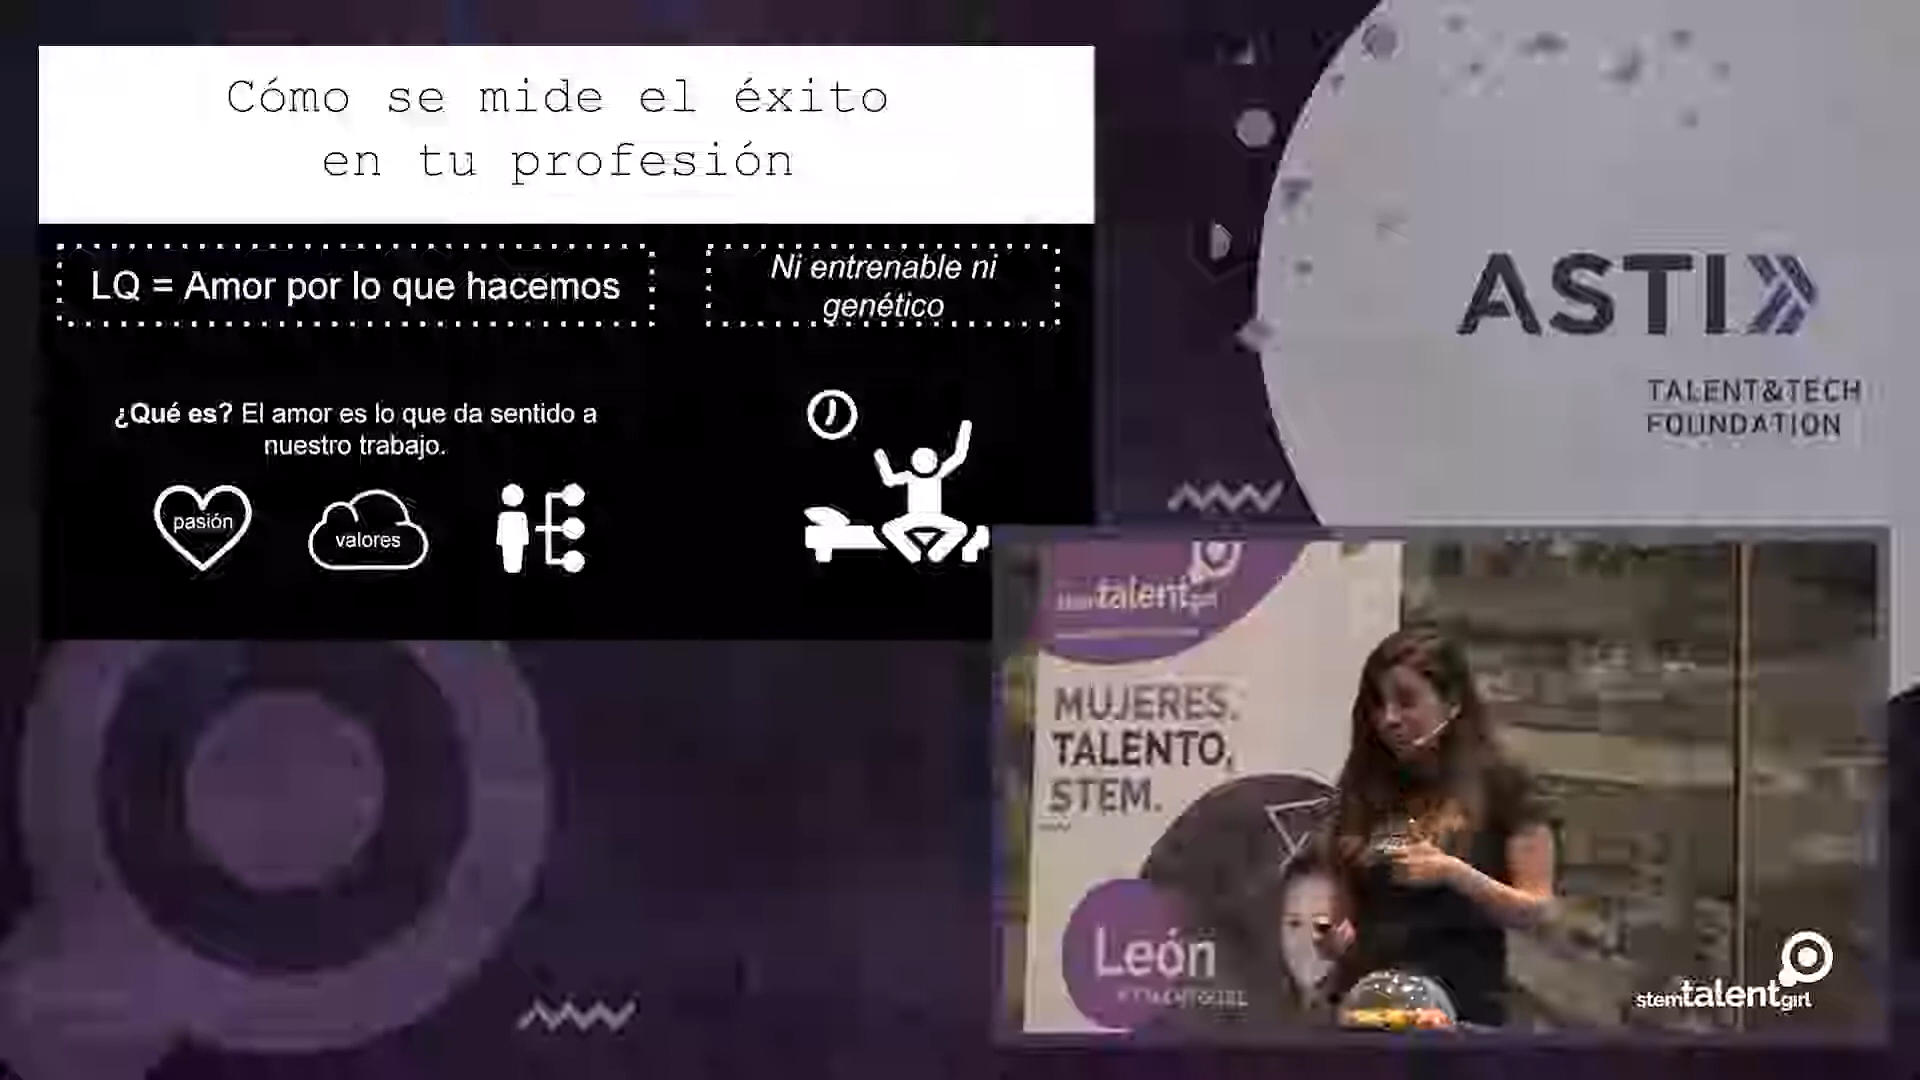 Cómo se mide el éxito
en tu profesión
LQ = Amor por lo que hacemos
Ni entrenable ni
genético
¿Qué es? El amor es lo que da sentido a
nuestro trabajo.
pasión
valores
ASTI
TALENT&TECH
FOUNDATION
talent
MUJERES.
TALENTO.
STEM.
León
stemtalentgirl